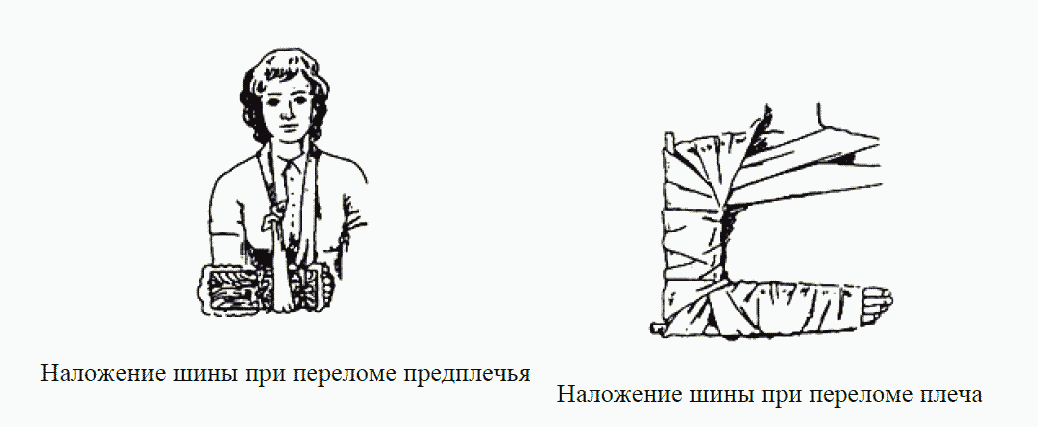 Наложение шины при переломе предплечья
Наложение шины при переломе плеча